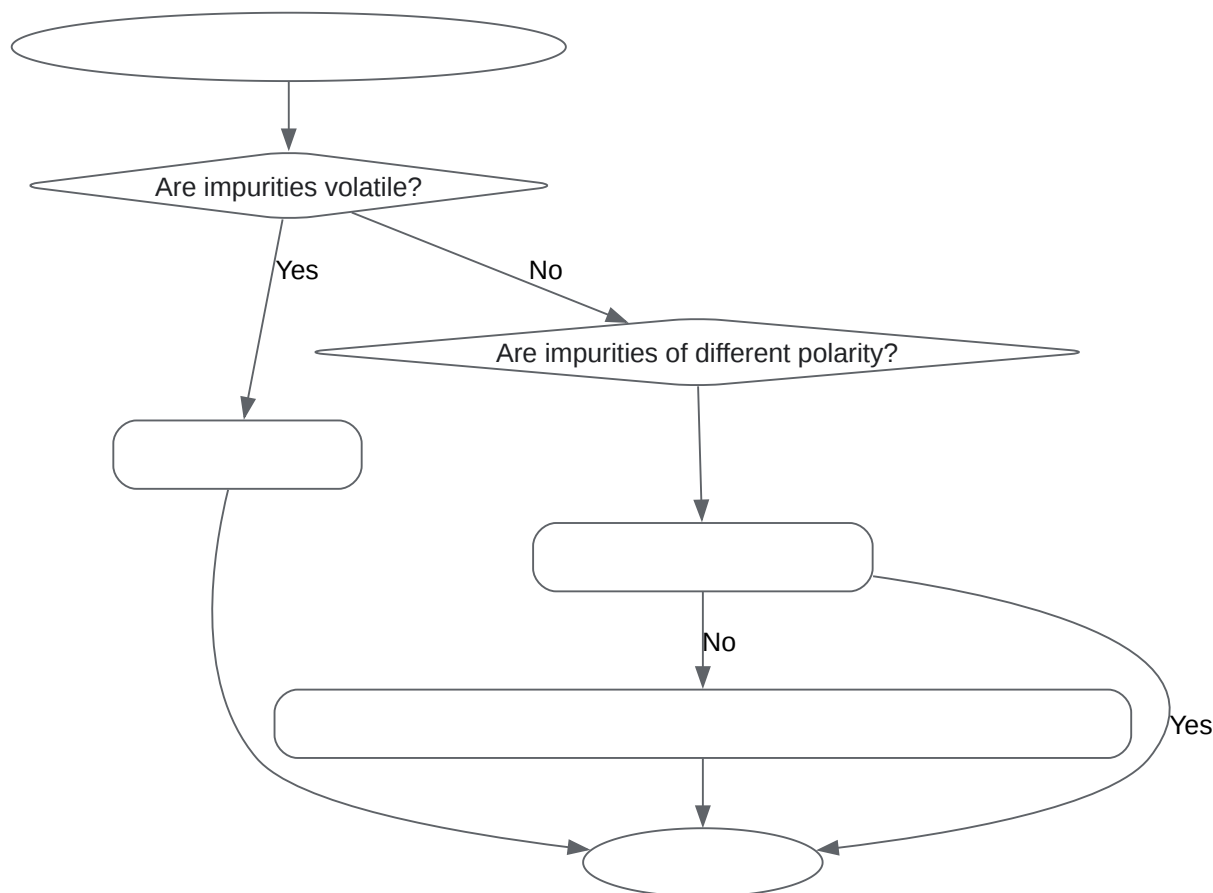 Are impurities volatile?
Yes
No
Are impurities of different polarity?
No
Yes